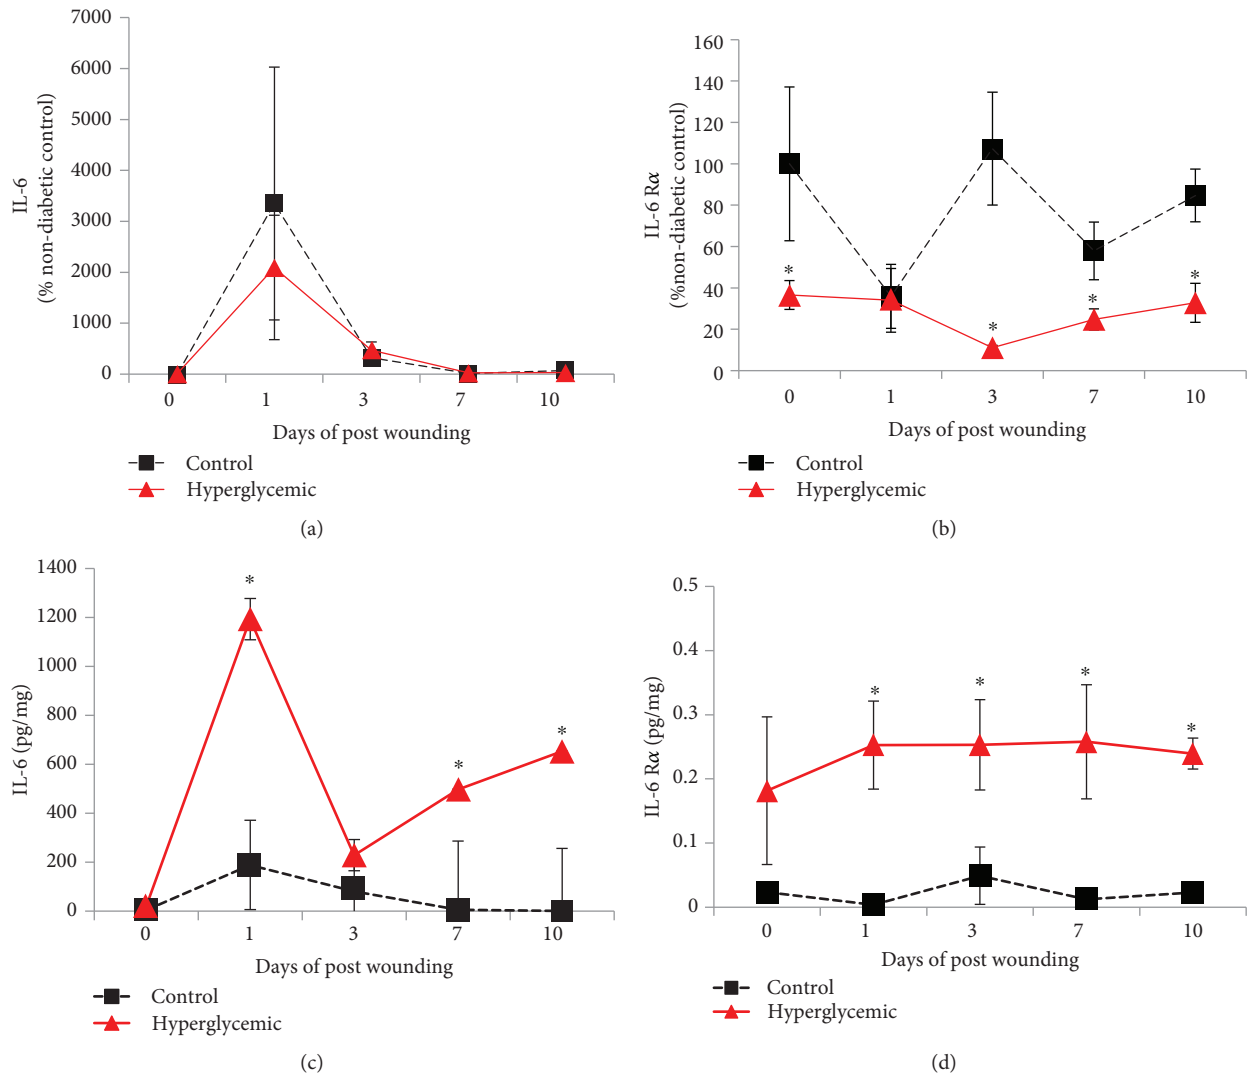 7000
6000
5000
4000
3000
2000
1000
0
IL-6
(% non-diabetic control)
0 1 3 7 10
Days of post wounding
Control
Hyperglycemic
(a)
160
140
120
100
80
60
40
20
0
IL-6 Rα
(%non-diabetic control)
* * * *
0 1 3 7 10
Days of post wounding
Control
Hyperglycemic
(b)
1400
1200
1000
800
600
400
200
0
IL-6 (pg/mg)
* * *
0 1 3 7 10
Days of post wounding
Control
Hyperglycemic
(c)
0.5
0.4
0.3
0.2
0.1
0
IL-6 Rα (pg/mg)
* * * *
0 1 3 7 10
Days of post wounding
Control
Hyperglycemic
(d)